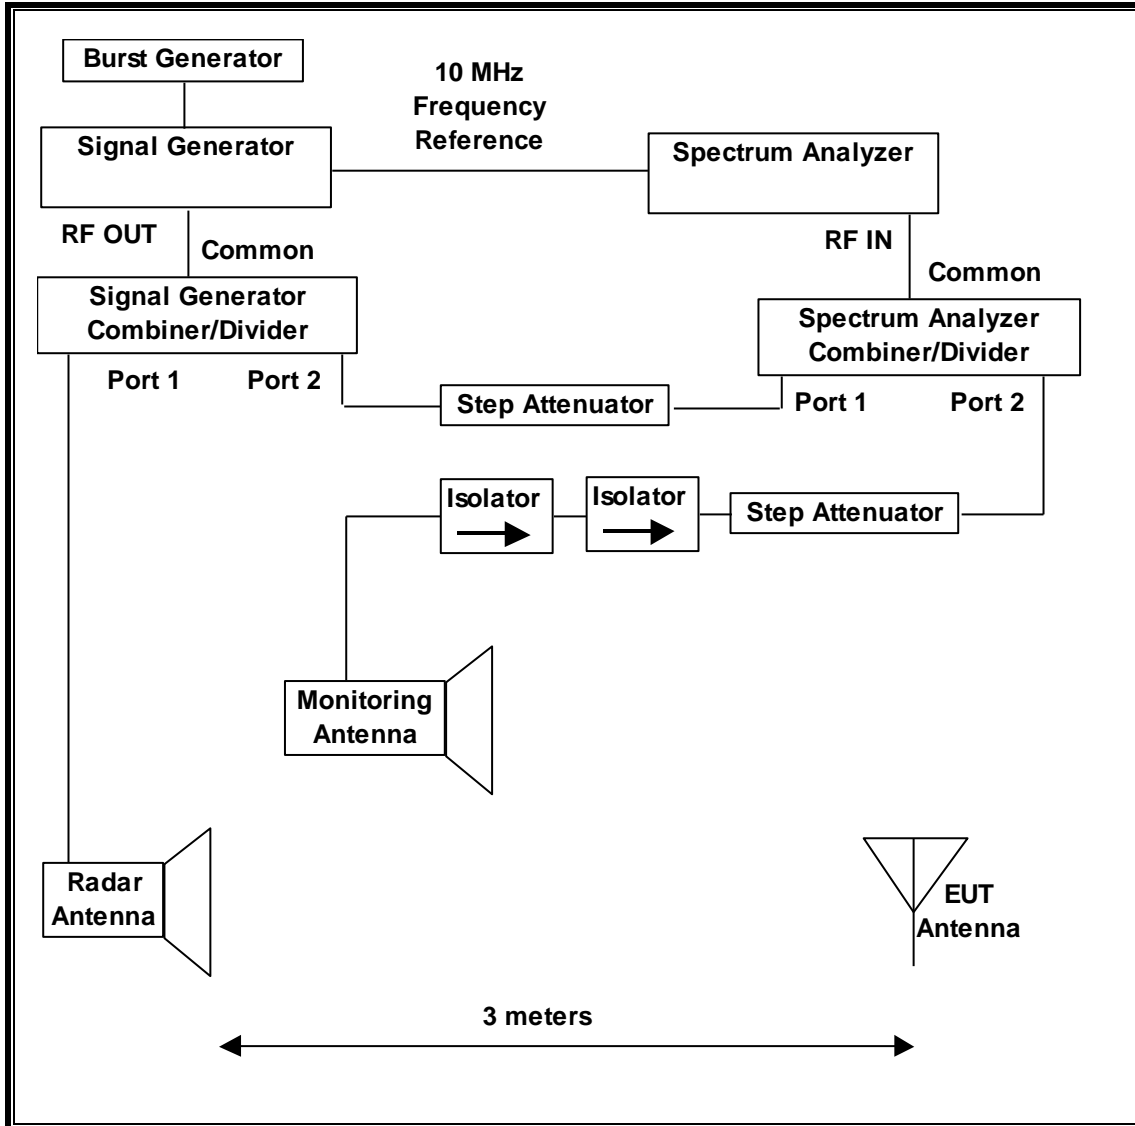 Burst Generator
10 MHz
Frequency
Reference
Signal Generator
Spectrum Analyzer
RF OUT
Common
RF IN
Common
Signal Generator
Combiner/Divider
Spectrum Analyzer
Combiner/Divider
Port 1
Port 2
Step Attenuator
Port 1
Port 2
Isolator
Isolator
Step Attenuator
Monitoring
Antenna
Radar
Antenna
EUT
Antenna
3 meters